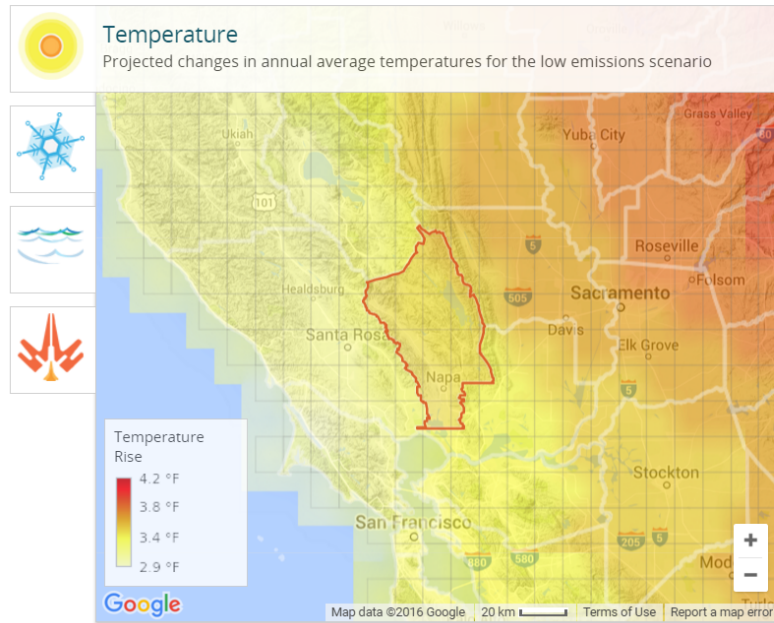 Temperature
Projected changes in annual average temperatures for the low emissions scenario
Grass Valley
Ukiah
Yuba City
80
101
5
Roseville
Healdsburg
505
Sacramento
Folsom
Davis
Santa Rosa
Elk Grove
Napa
5
Temperature
Rise
4.2 °F
3.8 °F
3.4 °F
2.9 °F
Stockton
San Francisco
205
5
580
880
Mod
+
−
Google
Map data ©2016 Google
20 km
Terms of Use
Report a map error